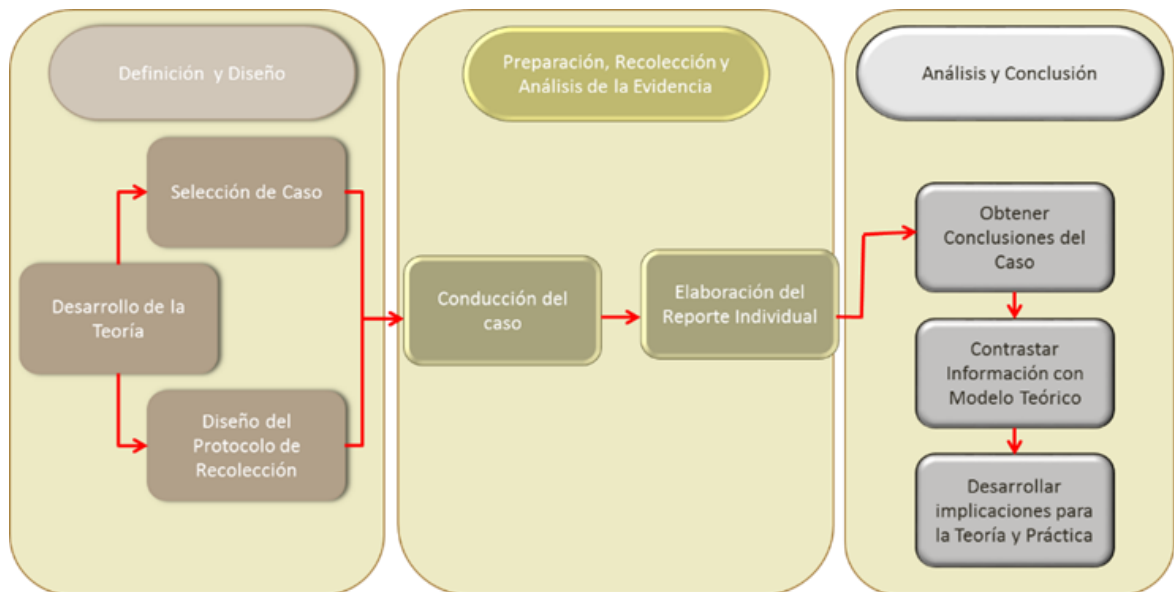 Definición y Diseño
Selección de Caso
Desarrollo de la
Teoría
Diseño del
Protocolo de
Recolección
Preparación, Recolección y
Análisis de la Evidencia
Conducción del
caso
Elaboración del
Reporte Individual
Análisis y Conclusión
Obtener
Conclusiones del
Caso
Contrastar
Información con
Modelo Teórico
Desarrollar
implicaciones para
la Teoría y Práctica